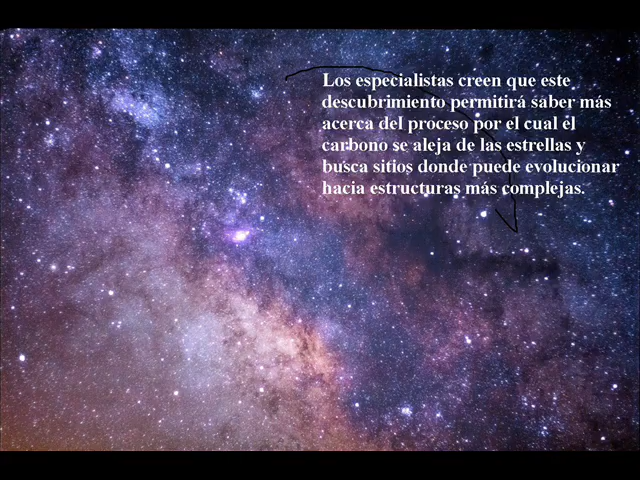 Los especialistas creen que este
descubrimiento permitirá saber más
acerca del proceso por el cual el
carbono se aleja de las estrellas y
busca sitios donde puede evolucionar
hacia estructuras más complejas.